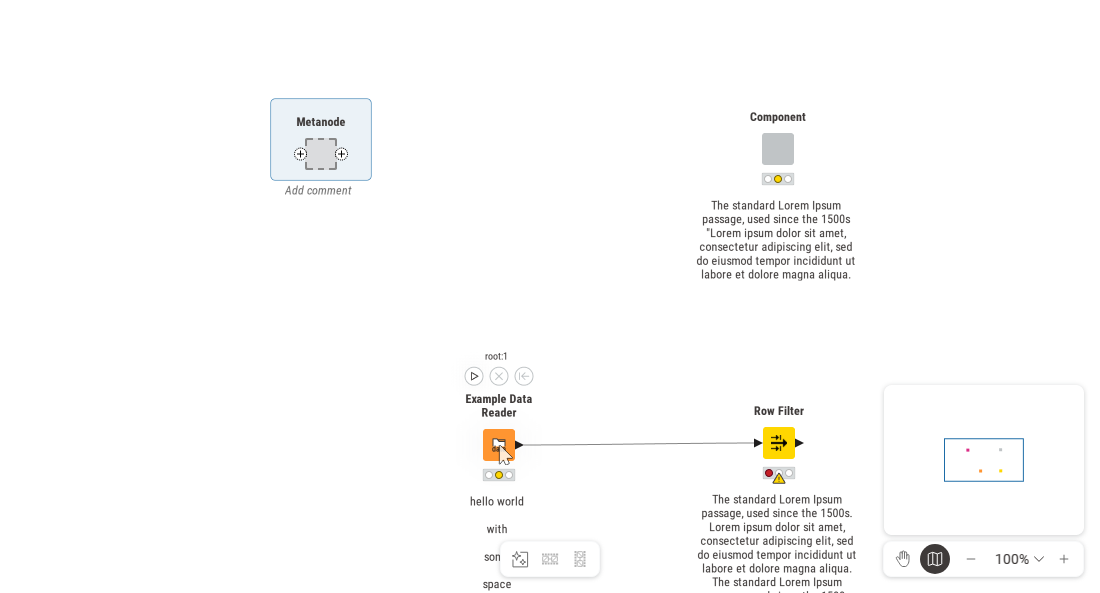 Metanode
Add comment
Component
The standard Lorem Ipsum
passage, used since the 1500s
"Lorem ipsum dolor sit amet,
consectetur adipiscing elit, sed
do eiusmod tempor incididunt ut
labore et dolore magna aliqua.
root:1
Example Data
Reader
hello world
with
space
Row Filter
The standard Lorem Ipsum
passage, used since the 1500s.
Lorem ipsum dolor sit amet,
consectetur adipiscing elit, sed
do eiusmod tempor incididunt ut
labore et dolore magna aliqua.
The standard Lorem Ipsum
100%